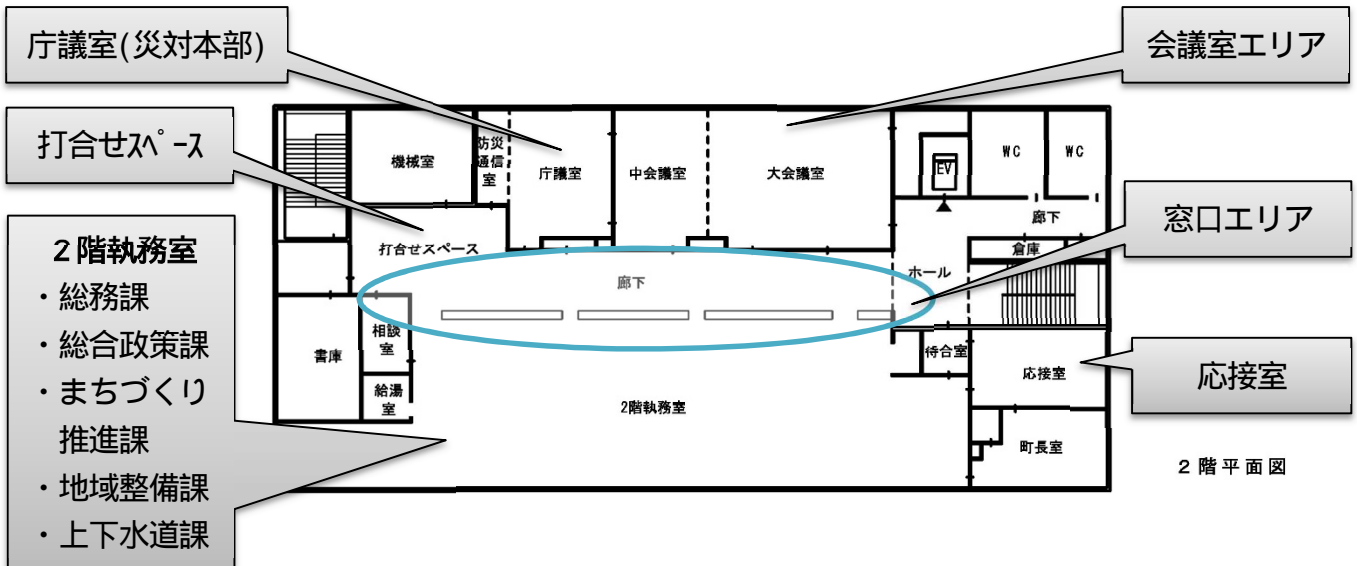 庁議室(災対本部)
会議室エリア
打合せｽﾍﾟｰｽ
２階執務室
・総務課
・総合政策課
・まちづくり
推進課
・地域整備課
・上下水道課
窓口エリア
応接室
機械室
防災
通信
室
庁議室
中会議室
大会議室
EV
WC
WC
廊下
倉庫
ホール
打合せスペース
廊下
相談
室
書庫
給湯
室
待合室
応接室
2階執務室
町長室
２階平面図